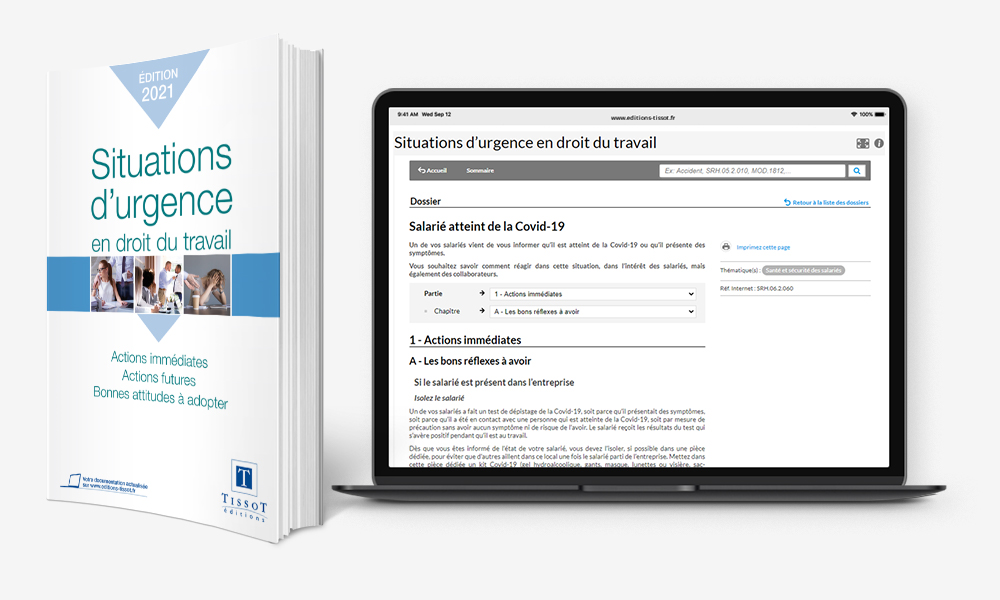 ÉDITION
2021
Situations
d'urgence
en droit du travail
Actions immédiates
Actions futures
Bonnes attitudes à adopter
Notre documentation actualisée
sur www.editions-tissot.fr
T
TISSOT
éditions
9:41 AM Wed Sep 12
www.editions-tissot.fr
100%
Situations d'urgence en droit du travail
Accueil
Sommaire
Ex: Accident, SRH.05.2.010, MOD.1812,...
Dossier
Retour à la liste des dossiers
Salarié atteint de la Covid-19
Un de vos salariés vient de vous informer qu'il est atteint de la Covid-19 ou qu'il présente des
symptômes.
Vous souhaitez savoir comment réagir dans cette situation, dans l'intérêt des salariés, mais
également des collaborateurs.
Imprimez cette page
Thématique(s) : Santé et sécurité des salariés
Réf. Internet : SRH.06.2.060
Partie
1 - Actions immédiates
Chapitre
A - Les bons réflexes à avoir
1 - Actions immédiates
A - Les bons réflexes à avoir
Si le salarié est présent dans l'entreprise
Isolez le salarié
Un de vos salariés a fait un test de dépistage de la Covid-19, soit parce qu'il présentait des symptômes,
soit parce qu'il a été en contact avec une personne qui est atteinte de la Covid-19, soit par mesure de
précaution sans avoir aucun symptôme ni de risque de l'avoir. Le salarié reçoit les résultats du test qui
s'avère positif pendant qu'il est au travail.
Dès que vous êtes informé de l'état de votre salarié, vous devez l'isoler, si possible dans une pièce
dédiée, pour éviter que d'autres aillent dans ce local une fois le salarié parti de l'entreprise. Mettez dans
cette pièce dédiée un kit Covid-19 (gel hydroalcoolique, gants, masque, lunettes ou visière, sac-